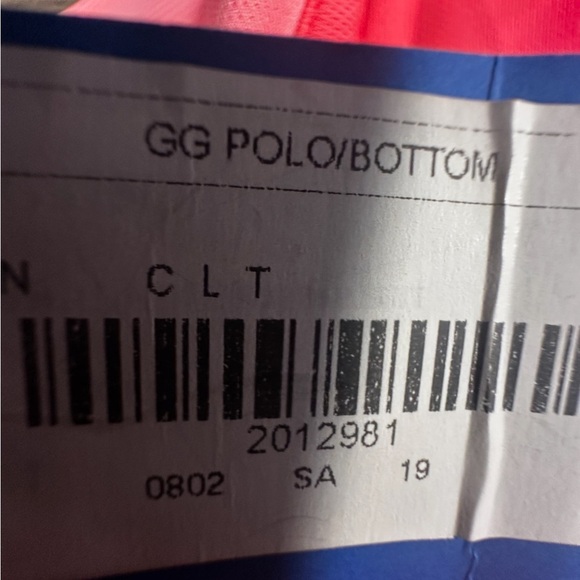 GG POLO/BOTTOM
N C L T
2012981
0802 SA 19